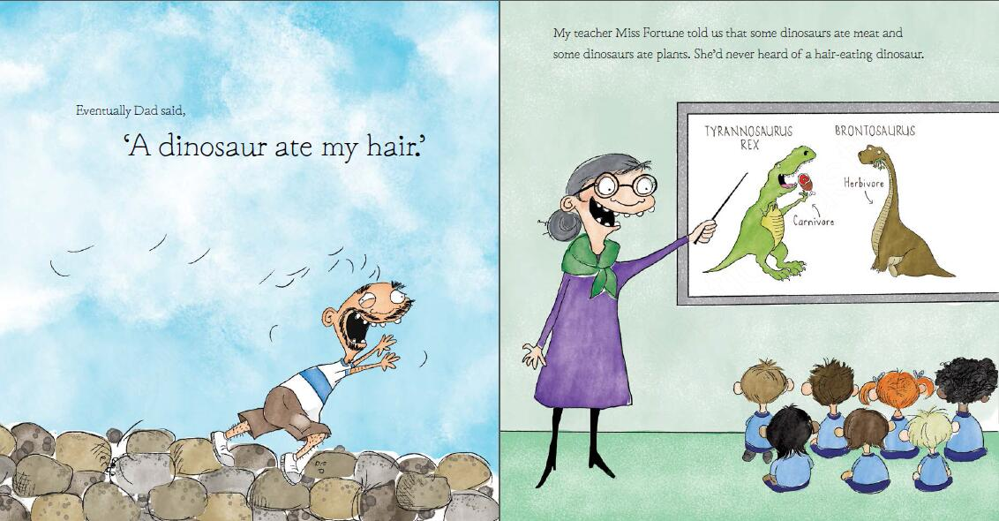 Eventually Dad said,
‘A dinosaur ate my hair.’
My teacher Miss Fortune told us that some dinosaurs ate meat and
some dinosaurs ate plants. She’d never heard of a hair-eating dinosaur.
TYRANNOSAURUS
REX
Carnivore
BRONTOSAURUS
Herbivore